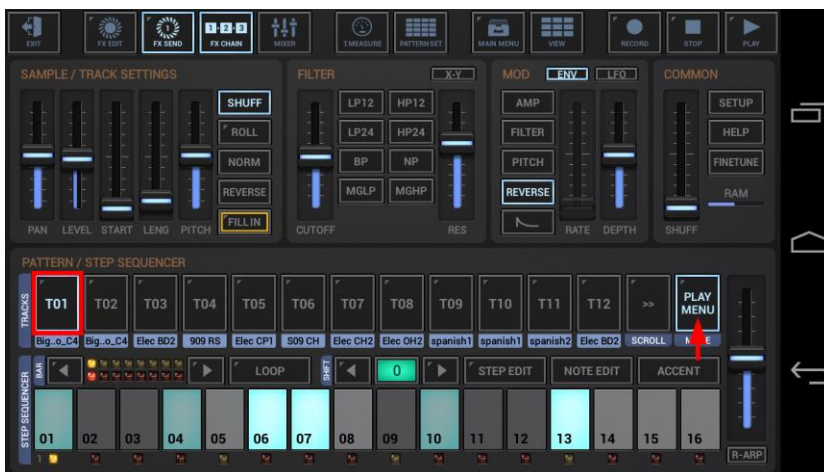 EXIT FX EDIT FX SEND 1·2·3 FX CHAIN MIXER T.MEASURE PATTERN SET MAIN MENU VIEW RECORD STOP PLAY
SAMPLE / TRACK SETTINGS FILTER X-Y MOD ENV LFO COMMON
SHUFF LP12 HP12 AMP SETUP
ROLL LP24 HP24 FILTER HELP
NORM BP NP PITCH FINETUNE
REVERSE MGLP MGHP REVERSE RAM
FILL IN
PAN LEVEL START LENG PITCH CUTOFF RES RATE DEPTH SHUFF
PATTERN / STEP SEQUENCER
TRACKS T01 T02 T03 T04 T05 T06 T07 T08 T09 T10 T11 T12 >> PLAY MENU
Big..o_C4 Big..o_C4 Elec BD2 909 RS Elec CP1 S09 CH Elec CH2 Elec OH2 spanish1 spanish1 spanish2 Elec BD2 SCROLL
BAR LOOP SHIFT 0 STEP EDIT NOTE EDIT ACCENT
STEP SEQUENCER 01 02 03 04 05 06 07 08 09 10 11 12 13 14 15 16
1 R-ARP